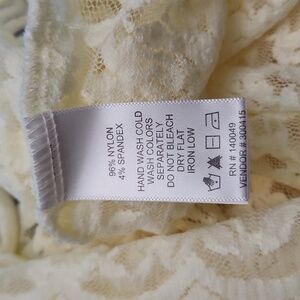 96% NYLON
4% SPANDEX
HAND WASH COLD
WASH COLORS
SEPARATELY
DO NOT BLEACH
DRY FLAT
IRON LOW
RN # 140049
VENDOR # 300415